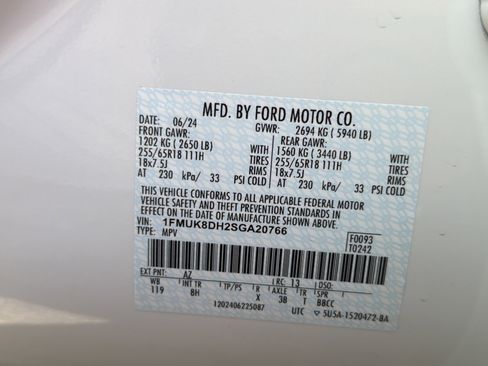 MFD. BY FORD MOTOR CO.
DATE: 06/24 GVWR: 2694 KG ( 5940 LB)
FRONT GAWR: REAR GAWR:
1202 KG ( 2650 LB) 1560 KG ( 3440 LB)
255/65R18 111H TIRES 255/65R18 111H TIRES
18x7.5J RIMS 18x7.5J RIMS
AT 230 kPa/ 33 PSI COLD AT 230 kPa/ 33 PSI COLD
THIS VEHICLE CONFORMS TO ALL APPLICABLE FEDERAL MOTOR
VEHICLE SAFETY AND THEFT PREVENTION STANDARDS IN EFFECT
ON THE DATE OF MANUFACTURE SHOWN ABOVE.
VIN: 1FMUK8DH2SGA20766
TYPE: MPV
F0093
T0242
EXT PNT: AZ RC: 13 DSO:
WB INT TR TP/PS R AXLE TR SPR
119 8H X 38 T BBCC
1202406225087 UTC 5U5A-1520472-BA